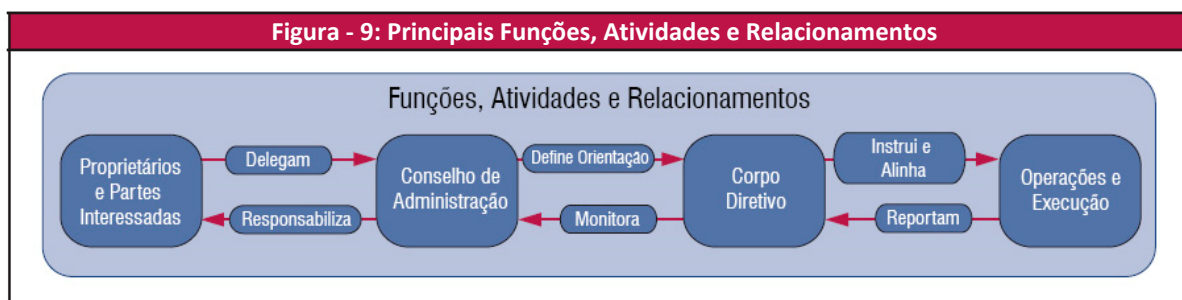 Figura - 9: Principais Funções, Atividades e Relacionamentos
Funções, Atividades e Relacionamentos
Proprietários
e Partes
Interessadas
Delegam
Responsabiliza
Conselho de
Administração
Define Orientação
Monitora
Corpo
Diretivo
Instrui e
Alinha
Reportam
Operações e
Execução